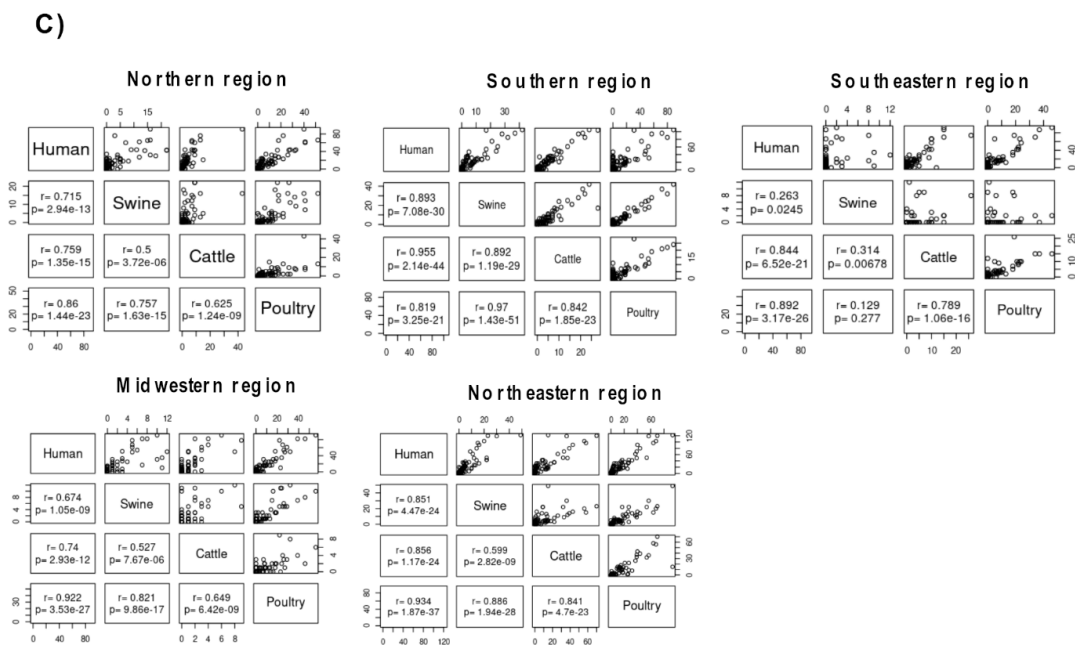 C)
Northern region
0 5 15
0 20 40
Human
0 40 80
0 10 20
r= 0.715
p= 2.94e-13
Swine
r= 0.759
p= 1.35e-15
r= 0.5
p= 3.72e-06
Cattle
0 20 40
0 20 50
r= 0.86
p= 1.44e-23
r= 0.757
p= 1.63e-15
r= 0.625
p= 1.24e-09
Poultry
0 40 80
0 20 40
Southern region
0 10 30
0 20 40 60 80
Human
0 60
0 20 40
r= 0.893
p= 7.08e-30
Swine
r= 0.955
p= 2.14e-44
r= 0.892
p= 1.19e-29
Cattle
0 15
0 40 80
r= 0.819
p= 3.25e-21
r= 0.97
p= 1.43e-51
r= 0.842
p= 1.85e-23
Poultry
0 40 80
0 10 20
Southeastern region
0 3 6 9 12
0 20 40
Human
0 40
4 8
r= 0.263
p= 0.0245
Swine
r= 0.844
p= 6.52e-21
r= 0.314
p= 0.00678
Cattle
0 10 25
0 20
r= 0.892
p= 3.17e-26
r= 0.129
p= 0.277
r= 0.789
p= 1.06e-16
Poultry
0 40 80
0 10 20
Midwestern region
0 4 8 12
0 20 40
Human
0 40
0 4 8
r= 0.674
p= 1.05e-09
Swine
r= 0.74
p= 2.93e-12
r= 0.527
p= 7.67e-06
Cattle
0 4 8
0 30
r= 0.922
p= 3.53e-27
r= 0.821
p= 9.86e-17
r= 0.649
p= 6.42e-09
Poultry
0 40 80
0 2 4 6 8
Northeastern region
0 20 40
0 20 60
Human
0 60 120
0 20 40
r= 0.851
p= 4.47e-24
Swine
r= 0.856
p= 1.17e-24
r= 0.599
p= 2.82e-09
Cattle
0 30 60
0 40 80
r= 0.934
p= 1.87e-37
r= 0.886
p= 1.94e-28
r= 0.841
p= 4.7e-23
Poultry
0 40 80 120
0 20 40 60